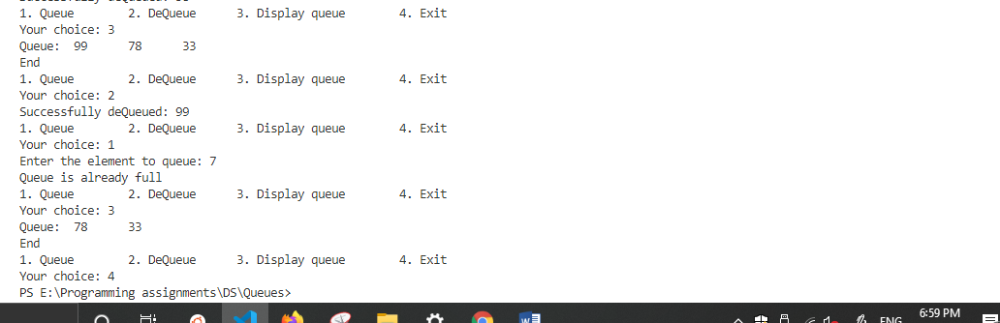 1. Queue 2. DeQueue 3. Display queue 4. Exit
Your choice: 3
Queue: 99 78 33
End
1. Queue 2. DeQueue 3. Display queue 4. Exit
Your choice: 2
Successfully deQueued: 99
1. Queue 2. DeQueue 3. Display queue 4. Exit
Your choice: 1
Enter the element to queue: 7
Queue is already full
1. Queue 2. DeQueue 3. Display queue 4. Exit
Your choice: 3
Queue: 78 33
End
1. Queue 2. DeQueue 3. Display queue 4. Exit
Your choice: 4
PS E:\Programming assignments\DS\Queues>
6:59 PM
ENG